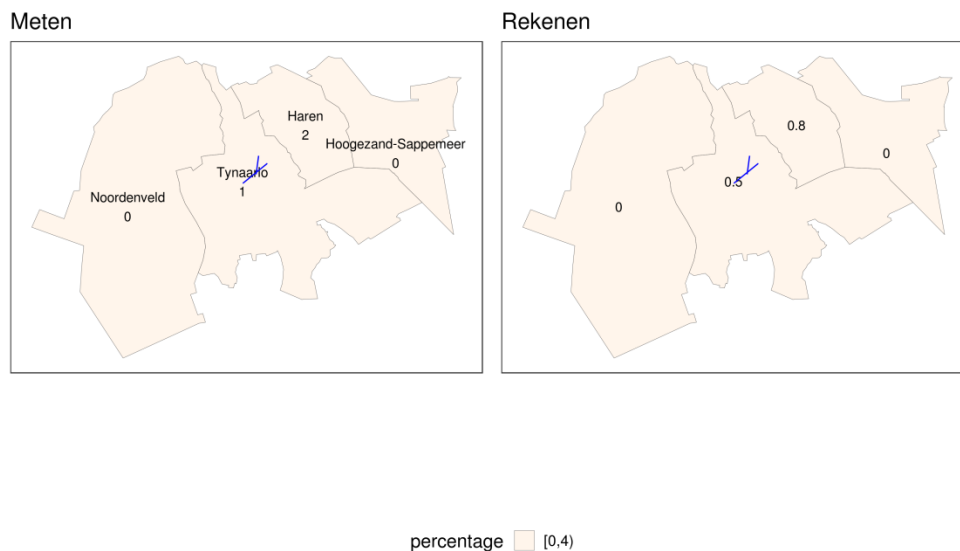 Meten
Rekenen
Haren
2
Hoogezand-Sappemeer
0
Tynaarlo
1
Noordenveld
0
0.8
0
0.5
0
percentage [0,4)